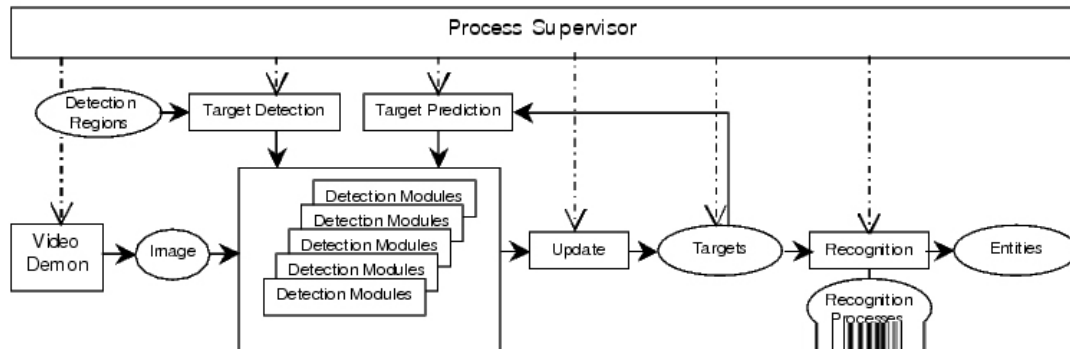 Process Supervisor
Detection
Regions
Target Detection
Target Prediction
Detection Modules
Detection Modules
Detection Modules
Detection Modules
Detection Modules
Video
Demon
Image
Update
Targets
Recognition
Entities
Recognition
Processes